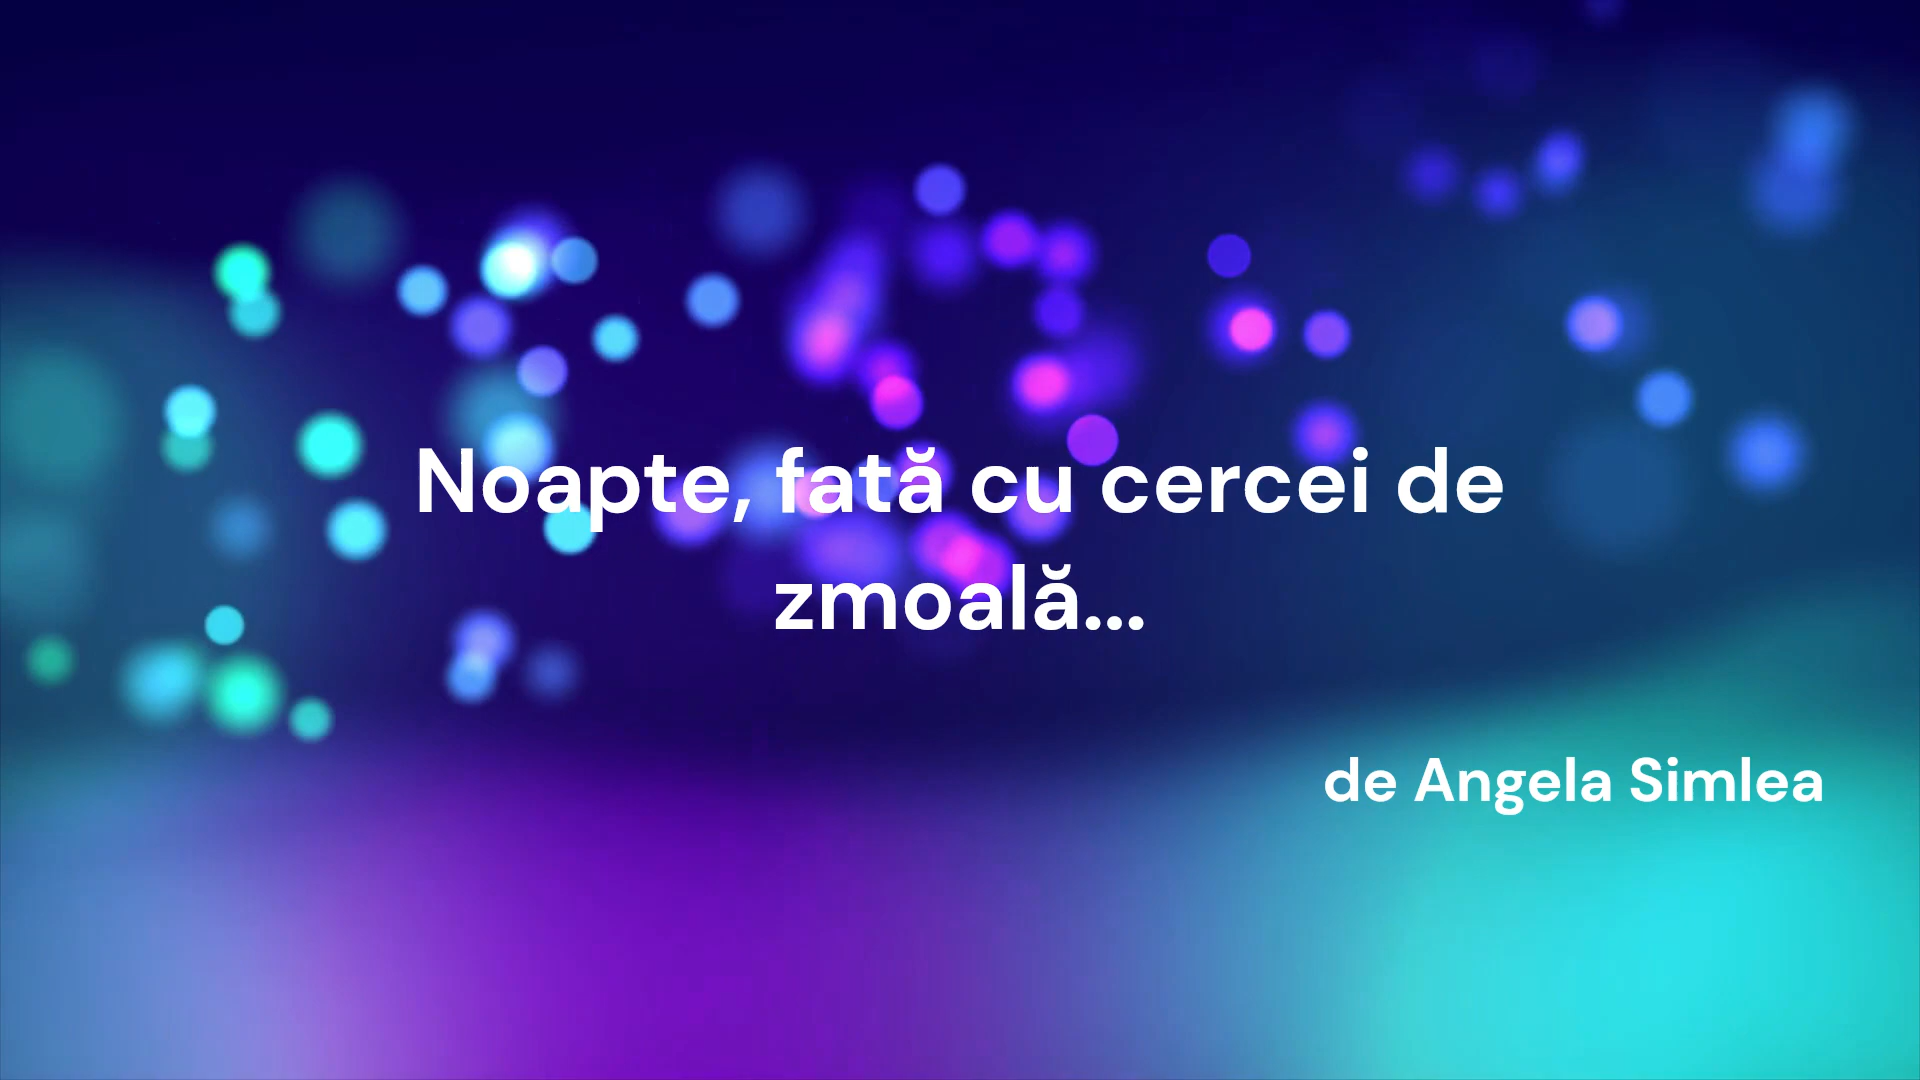 Noapte, fată cu cercei de
zmoală...
de Angela Simlea